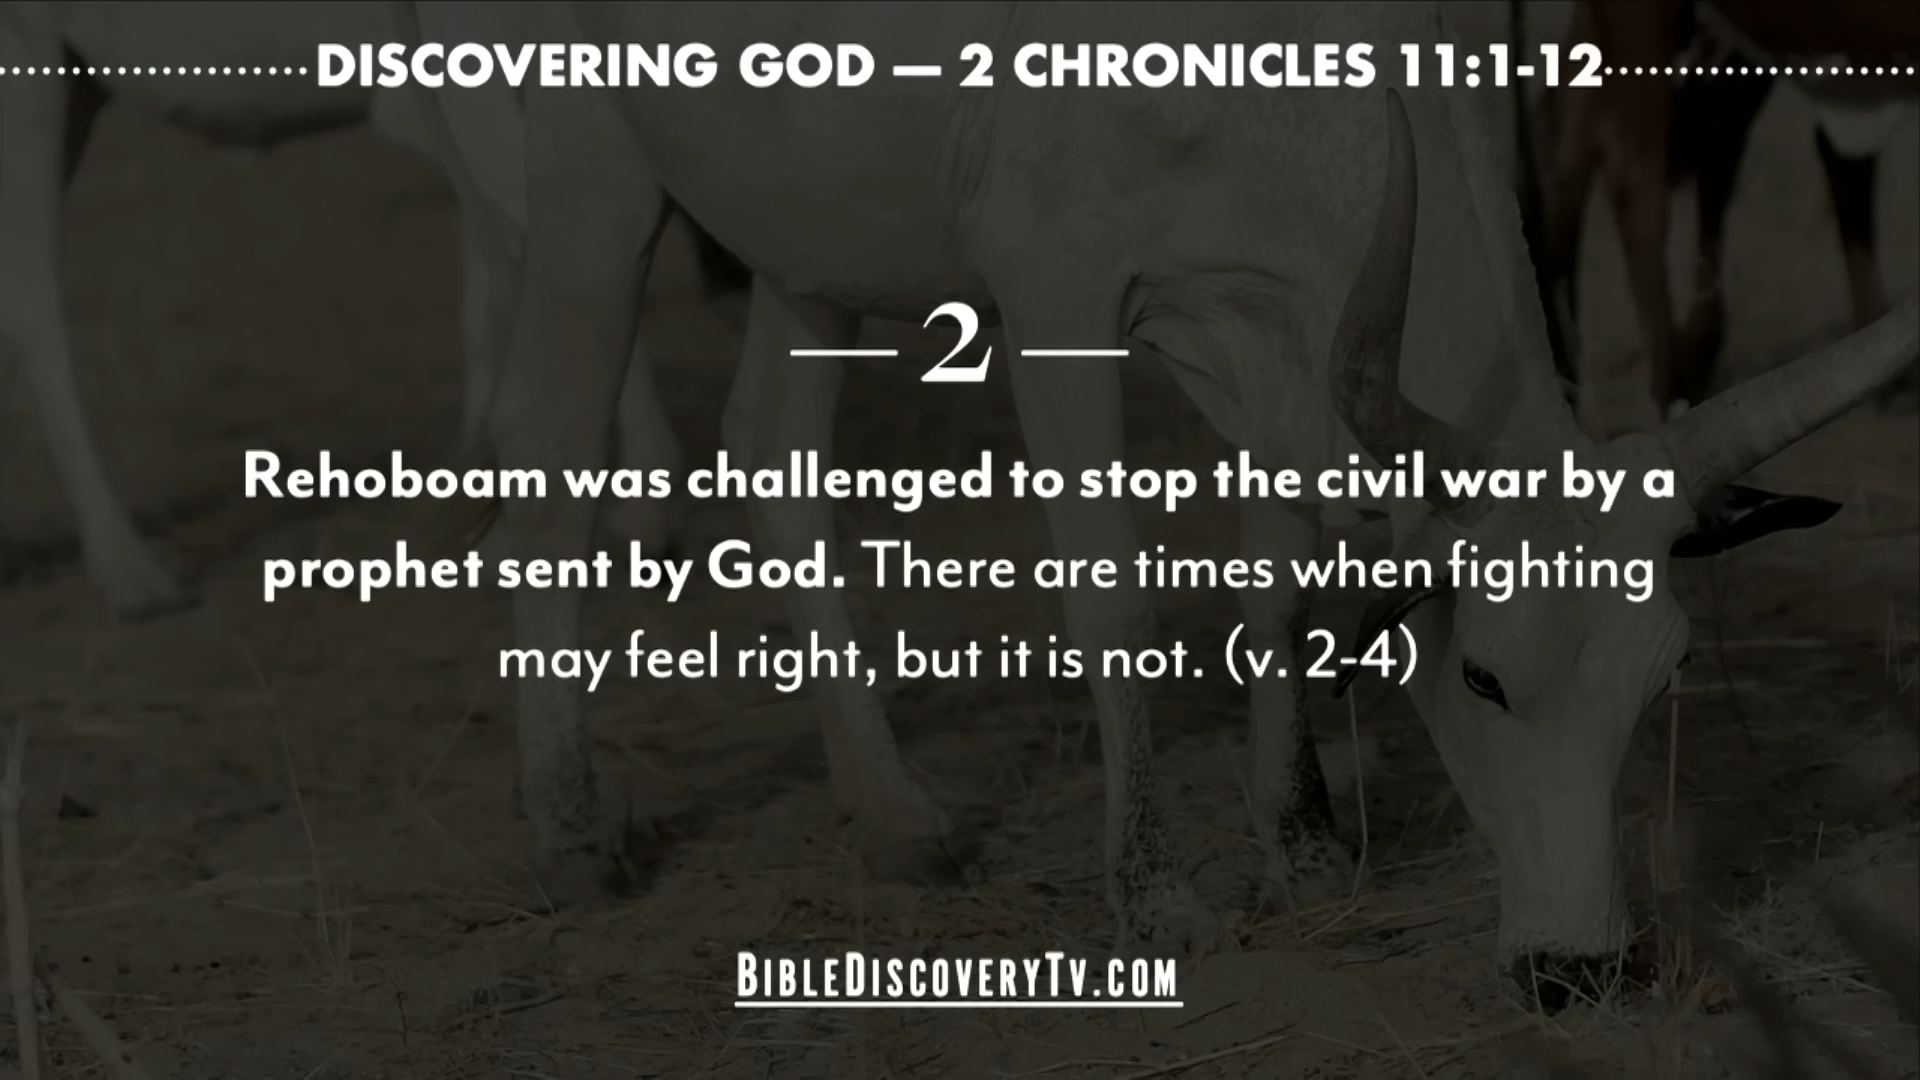 DISCOVERING GOD — 2 CHRONICLES 11:1-12
— 2 —
Rehoboam was challenged to stop the civil war by a
prophet sent by God. There are times when fighting
may feel right, but it is not. (v. 2-4)
BIBLEDISCOVERYTV.COM